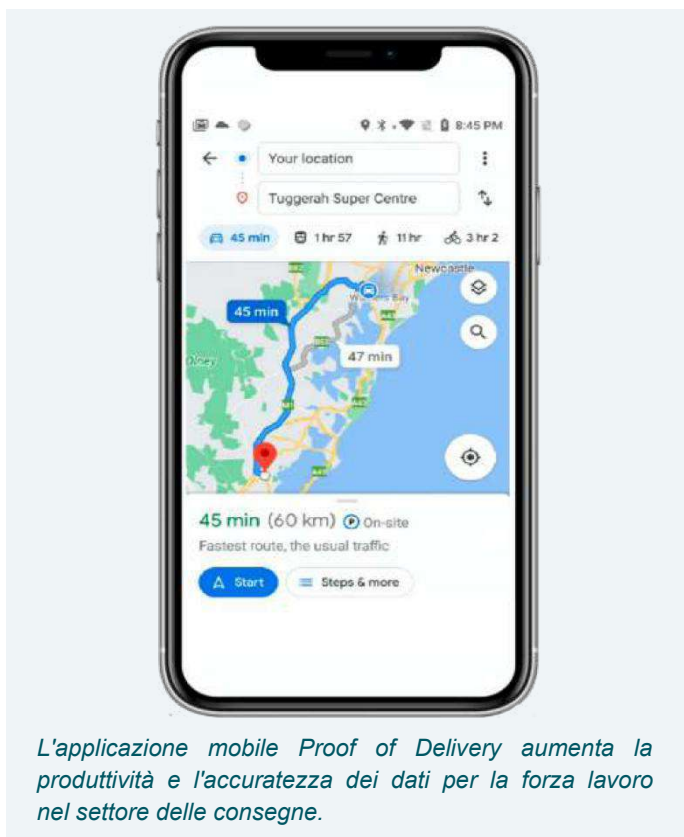 8:45 PM
Your location
Tuggerah Super Centre
45 min
1 hr 57
11 hr
3 hr 2
Newcastle
45 min
47 min
45 min (60 km) P On-site
Fastest route, the usual traffic
Start
Steps & more
L'applicazione mobile Proof of Delivery aumenta la
produttività e l'accuratezza dei dati per la forza lavoro
nel settore delle consegne.